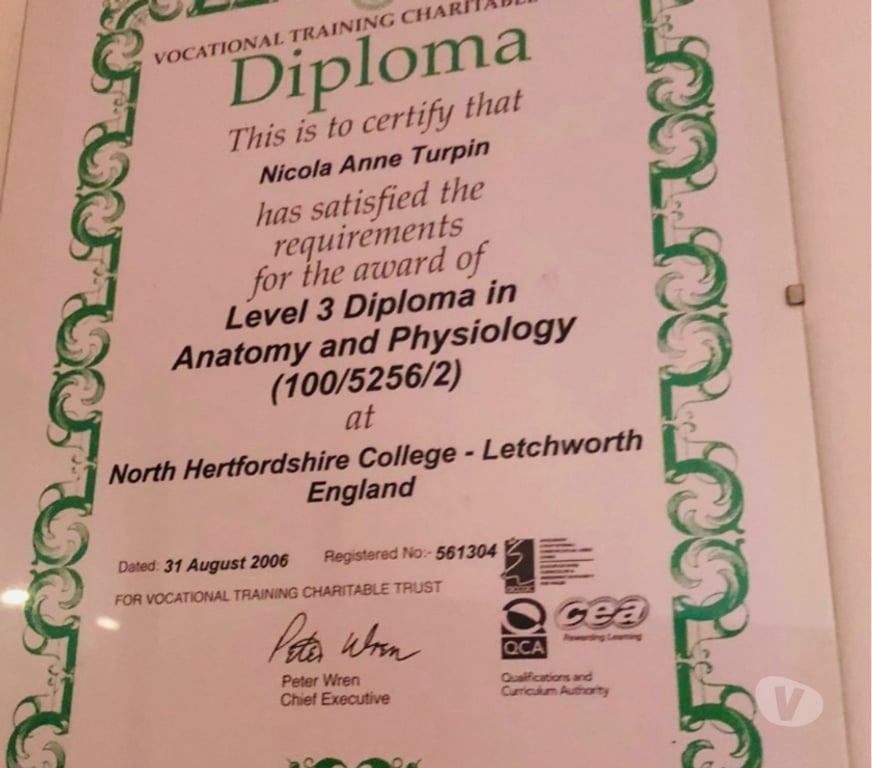 VOCATIONAL TRAINING CHARITABLE
Diploma
This is to certify that
Nicola Anne Turpin
has satisfied the
requirements
for the award of
Level 3 Diploma in
Anatomy and Physiology
(100/5256/2)
at
North Hertfordshire College - Letchworth
England
Dated: 31 August 2006 Registered No:- 561304
FOR VOCATIONAL TRAINING CHARITABLE TRUST
Peter Wren
Peter Wren
Chief Executive
QCA
Qualifications and
Curriculum Authority
cea
Rewarding Learning
V